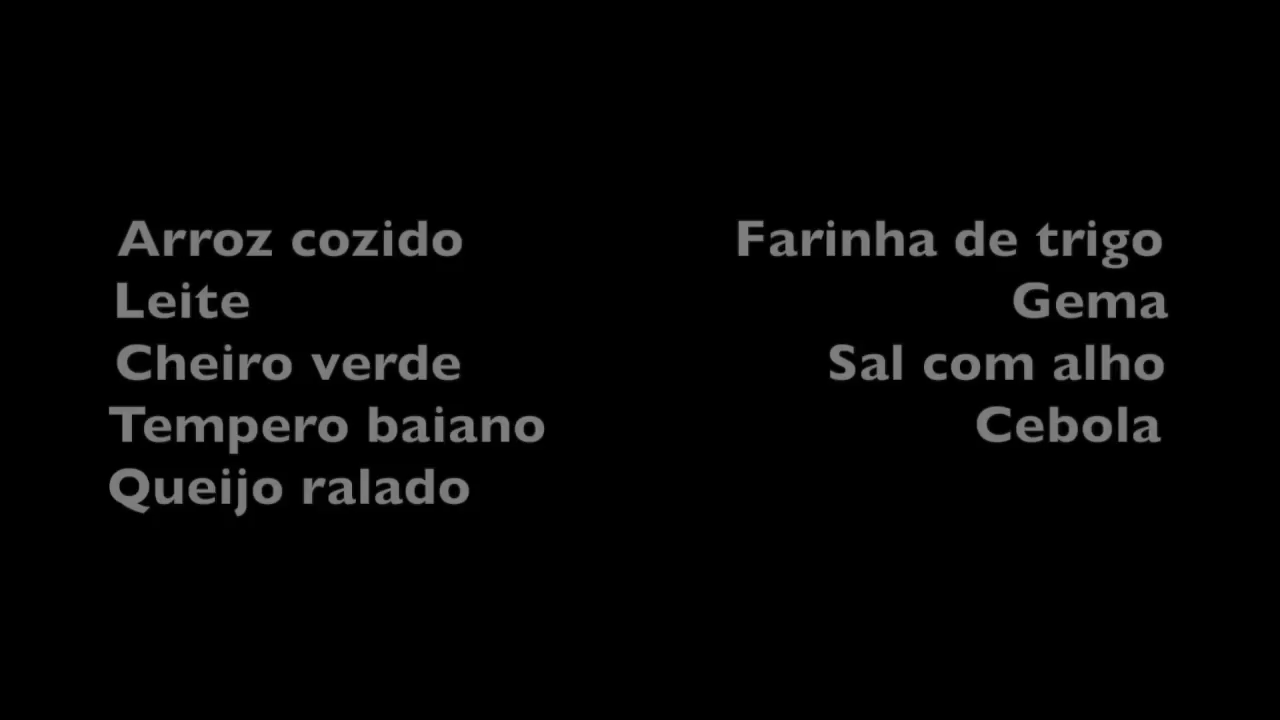 Arroz cozido
Leite
Cheiro verde
Tempero baiano
Queijo ralado
Farinha de trigo
Gema
Sal com alho
Cebola